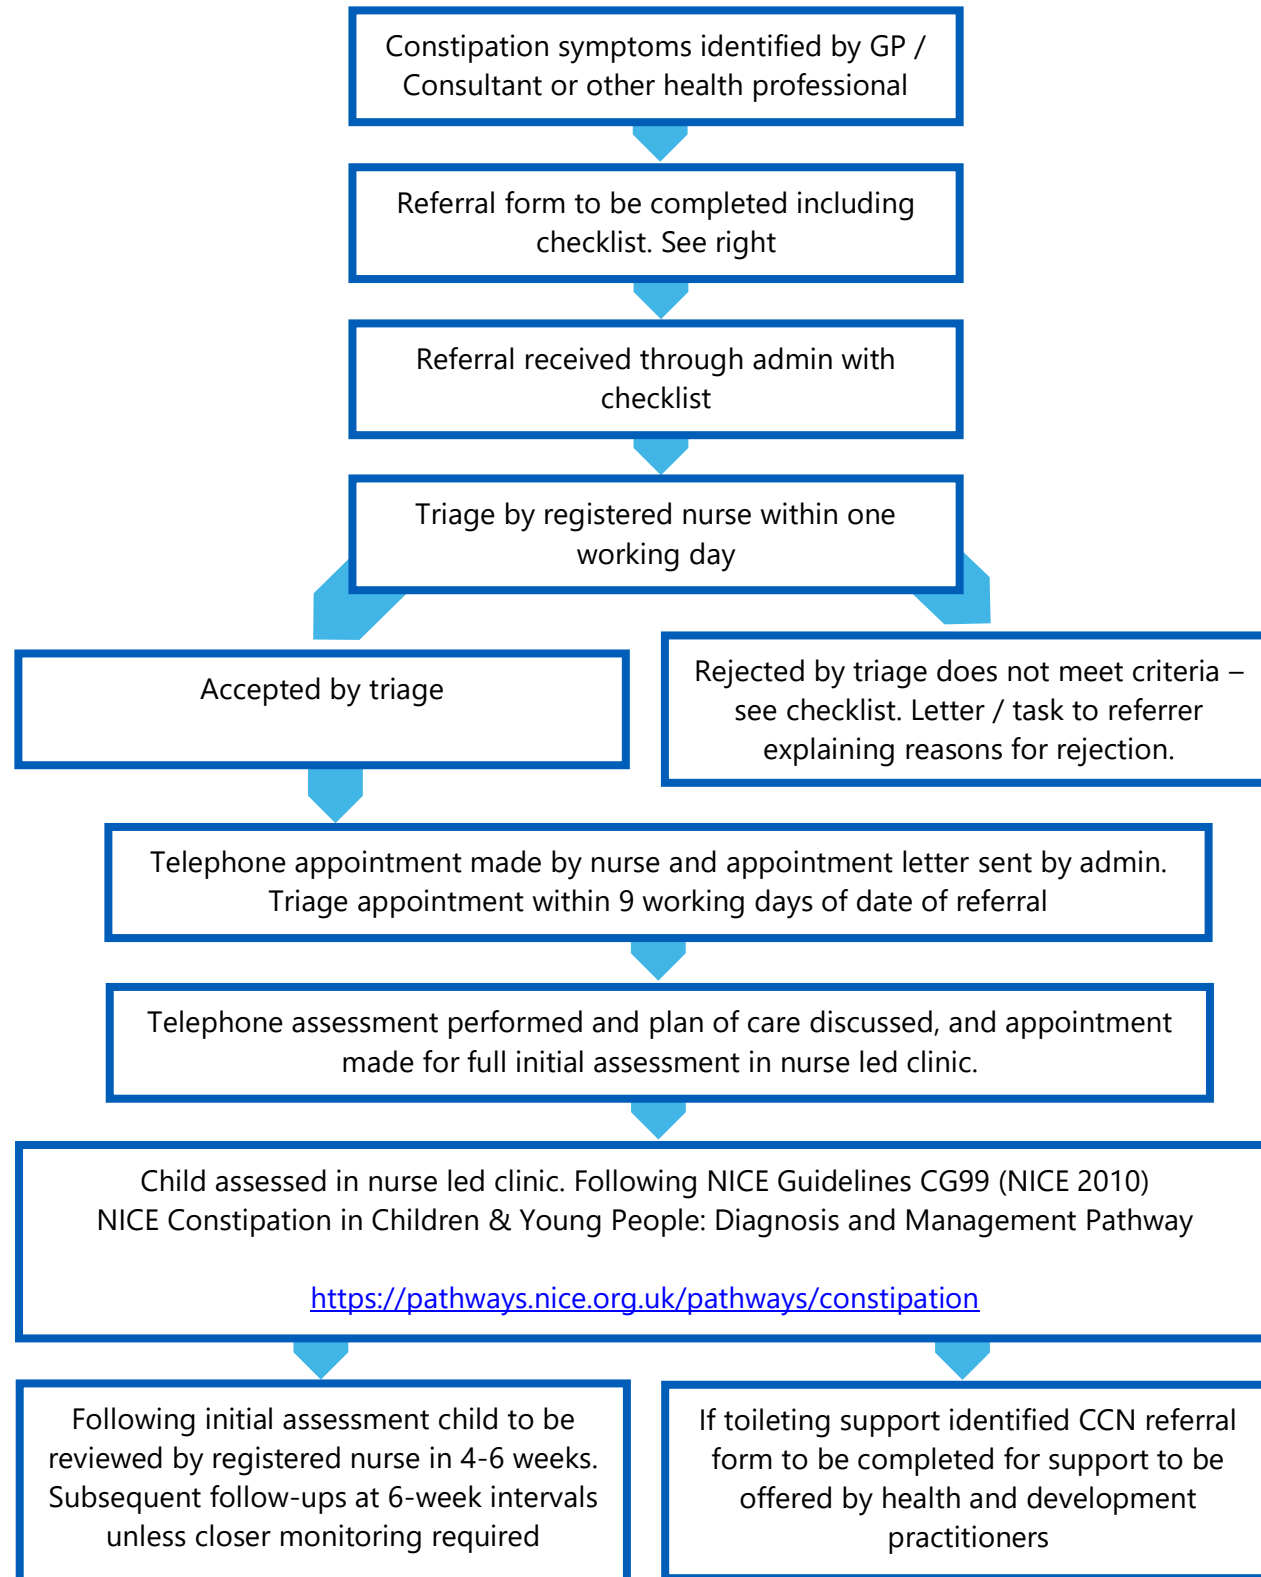 Constipation symptoms identified by GP /
Consultant or other health professional
Referral form to be completed including
checklist. See right
Referral received through admin with
checklist
Triage by registered nurse within one
working day
Accepted by triage
Rejected by triage does not meet criteria –
see checklist. Letter / task to referrer
explaining reasons for rejection.
Telephone appointment made by nurse and appointment letter sent by admin.
Triage appointment within 9 working days of date of referral
Telephone assessment performed and plan of care discussed, and appointment
made for full initial assessment in nurse led clinic.
Child assessed in nurse led clinic. Following NICE Guidelines CG99 (NICE 2010)
NICE Constipation in Children & Young People: Diagnosis and Management Pathway
https://pathways.nice.org.uk/pathways/constipation
Following initial assessment child to be
reviewed by registered nurse in 4-6 weeks.
Subsequent follow-ups at 6-week intervals
unless closer monitoring required
If toileting support identified CCN referral
form to be completed for support to be
offered by health and development
practitioners